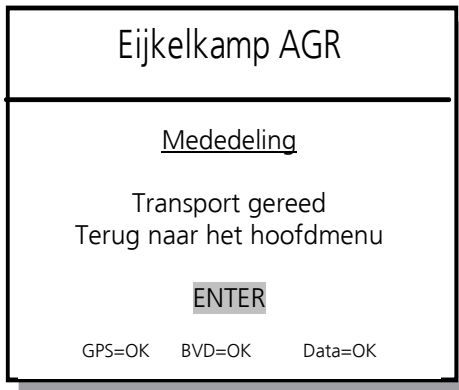 Eijkelkamp AGR
Mededeling
Transport gereed
Terug naar het hoofdmenu
ENTER
GPS=OK BVD=OK Data=OK